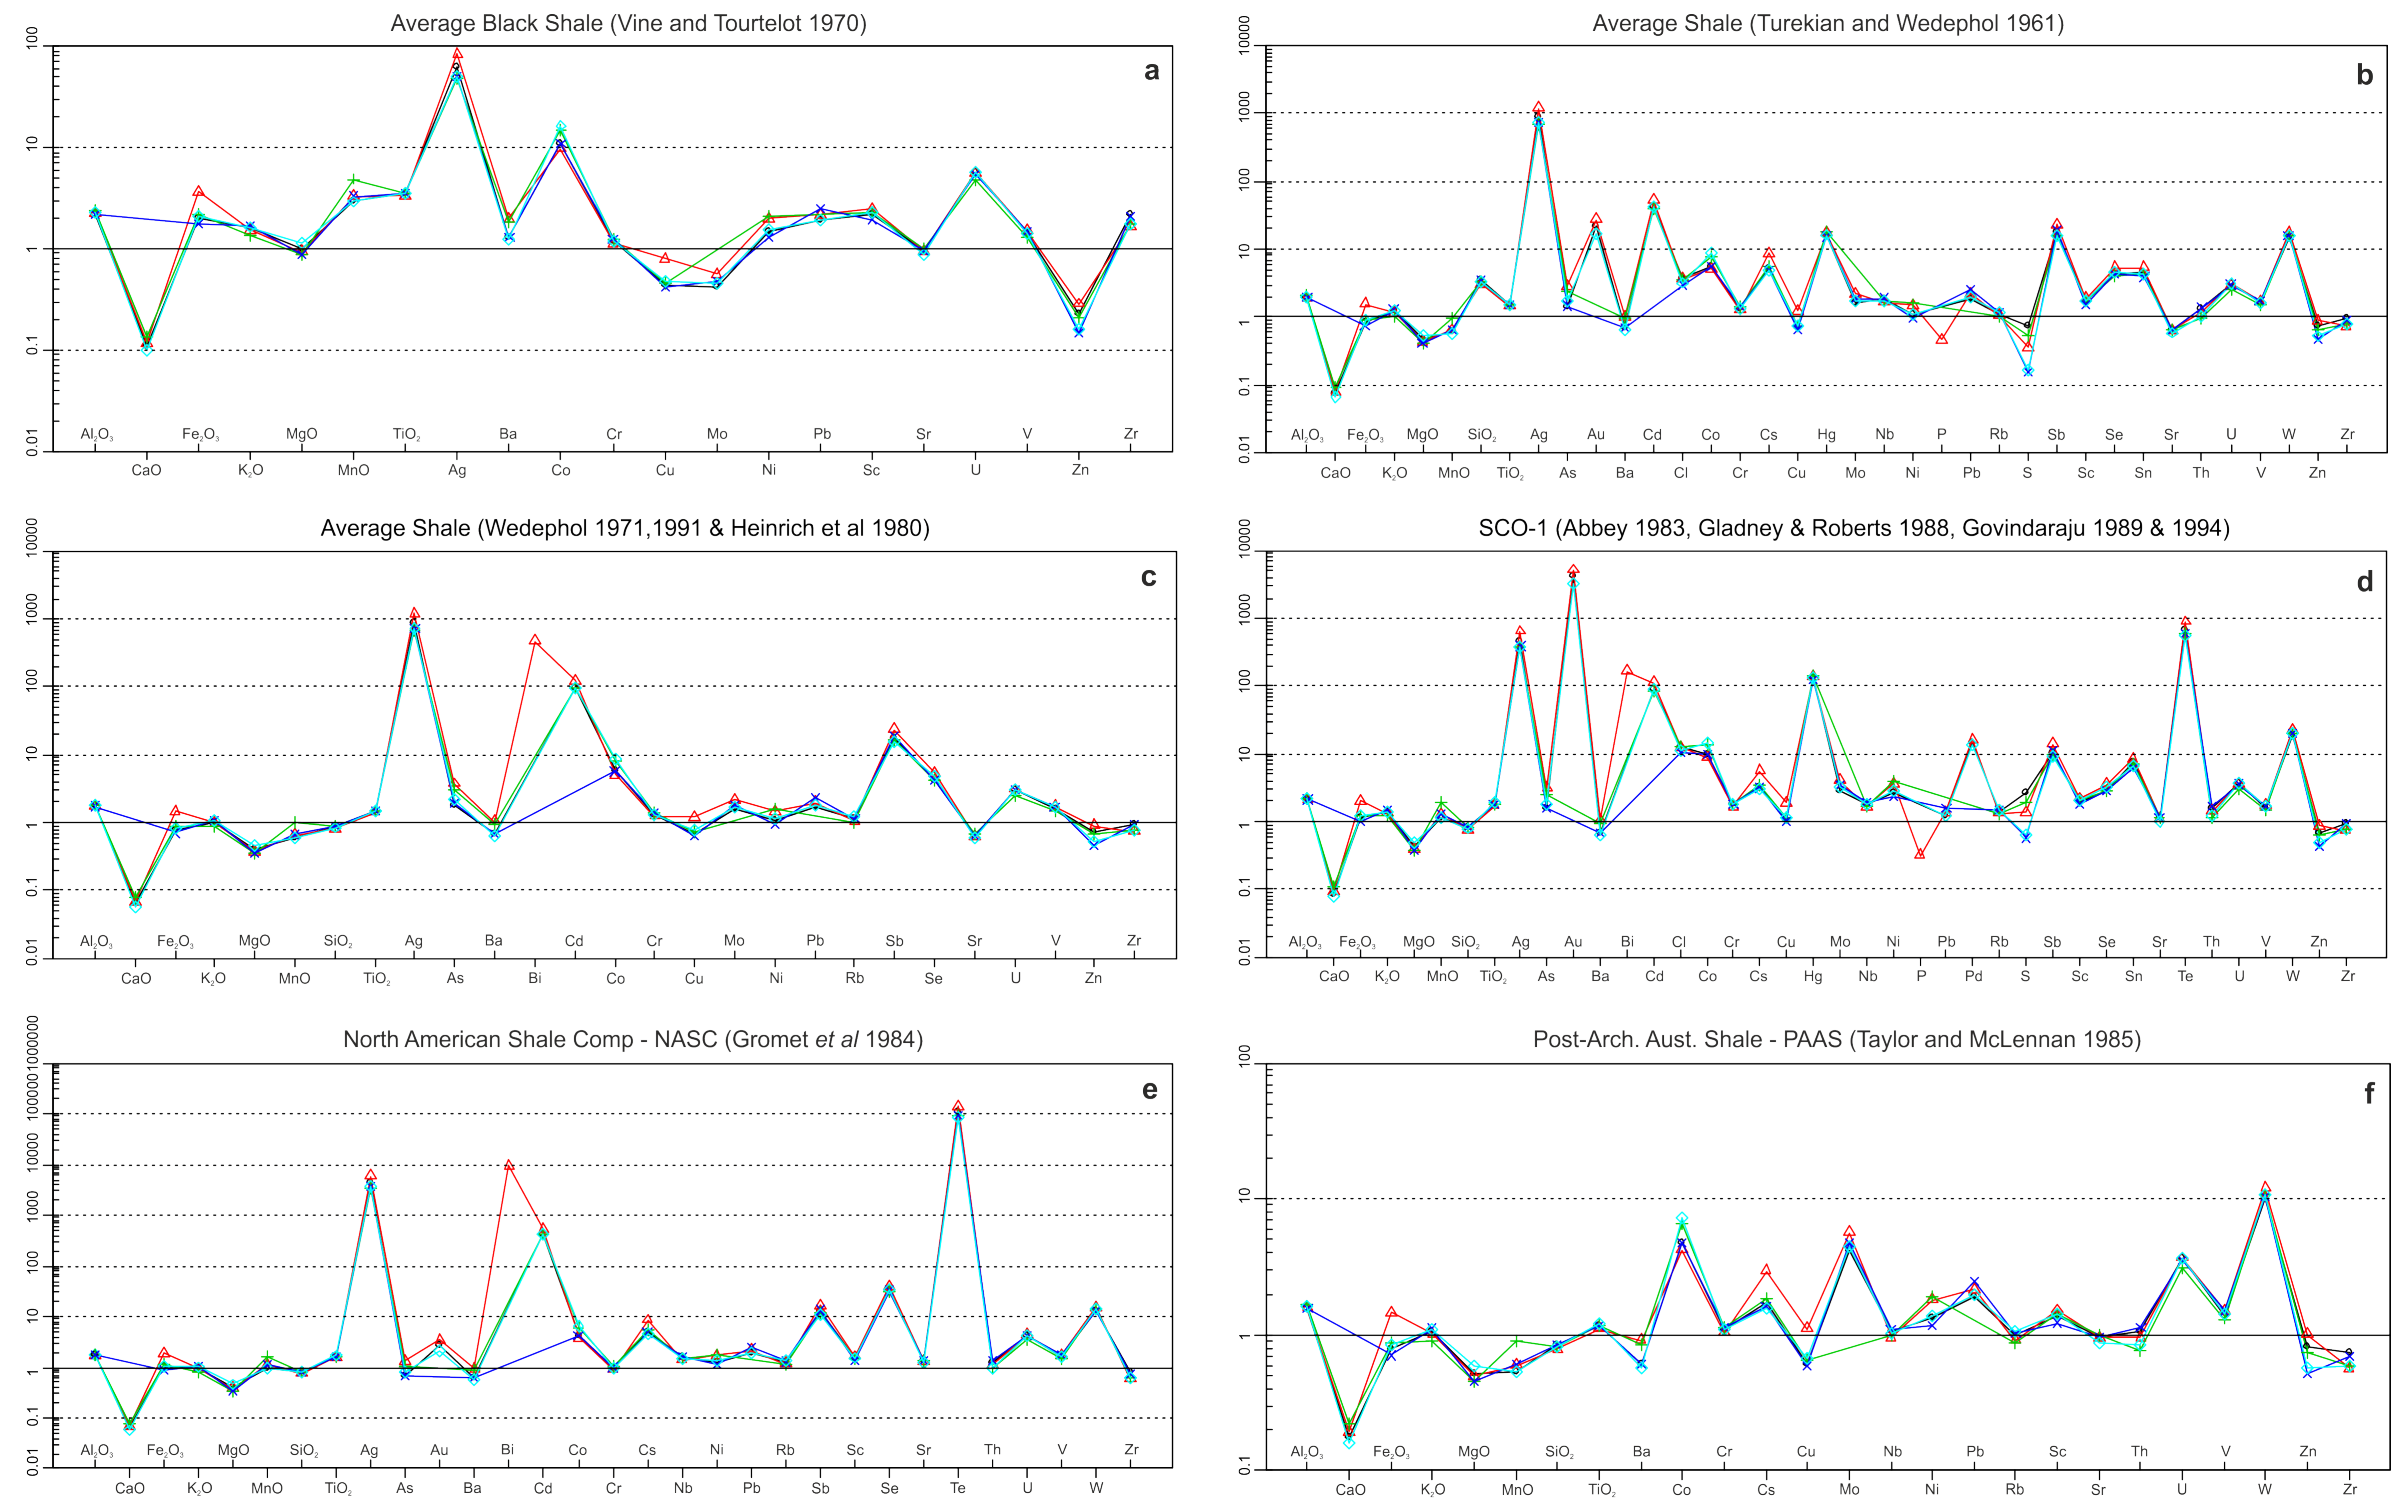 Average Black Shale (Vine and Tourtelot 1970)
a
100
10
1
0.1
0.01
Al₂O₃ Fe₂O₃ MgO TiO₂ Ba Cr Mo Pb Sr V Zr
CaO K₂O MnO Ag Co Cu Ni Sc U Zn
Average Shale (Turekian and Wedephol 1961)
b
10000
1000
100
10
1
0.1
0.01
Al₂O₃ Fe₂O₃ MgO SiO₂ Ag Au Cd Co Cs Hg Nb P Rb Sb Se Sr U W Zr
CaO K₂O MnO TiO₂ As Ba Cl Cr Cu Mo Ni Pb S Sc Sn Th V Zn
Average Shale (Wedephol 1971,1991 & Heinrich et al 1980)
c
10000
1000
100
10
1
0.1
0.01
Al₂O₃ Fe₂O₃ MgO SiO₂ Ag Ba Cd Cr Mo Pb Sb Sr V Zr
CaO K₂O MnO TiO₂ As Bi Co Cu Ni Rb Se U Zn
SCO-1 (Abbey 1983, Gladney & Roberts 1988, Govindaraju 1989 & 1994)
d
10000
1000
100
10
1
0.1
0.01
Al₂O₃ Fe₂O₃ MgO SiO₂ Ag Au Bi Cl Cr Cu Mo Ni Pb Rb Sb Se Sr Th V Zn
CaO K₂O MnO TiO₂ As Ba Cd Co Cs Hg Nb P Pd S Sc Sn Te U W Zr
North American Shale Comp - NASC (Gromet et al 1984)
e
1000000
100000
10000
1000
100
10
1
0.1
0.01
Al₂O₃ Fe₂O₃ MgO SiO₂ Ag Au Bi Co Cs Ni Rb Sc Sr Th V Zr
CaO K₂O MnO TiO₂ As Ba Cd Cr Nb Pb Sb Se Te U W
Post-Arch. Aust. Shale - PAAS (Taylor and McLennan 1985)
f
100
10
1
0.1
Al₂O₃ Fe₂O₃ MgO SiO₂ Ba Cr Cu Nb Pb Sc Th V Zn
CaO K₂O MnO TiO₂ Co Cs Mo Ni Rb Sr U W Zr